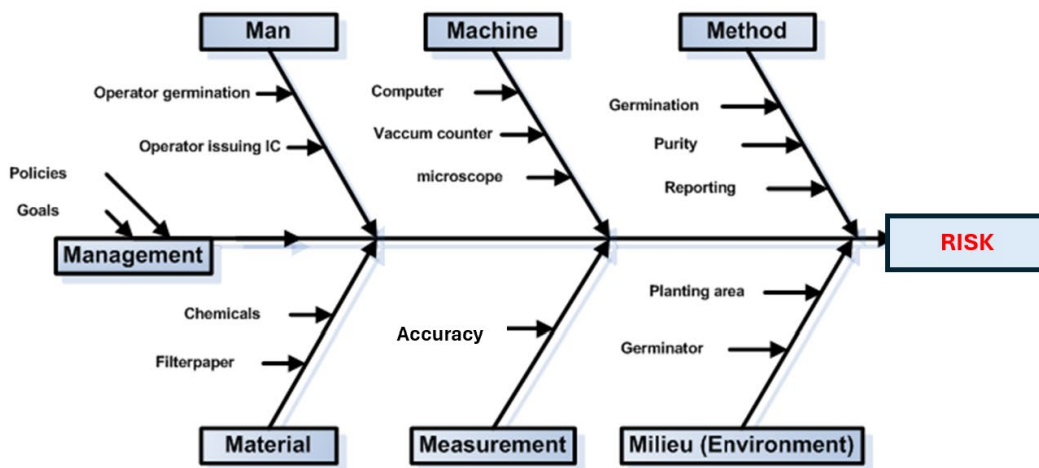 Man
Machine
Method
Operator germination
Computer
Germination
Operator issuing IC
Vaccum counter
Purity
Policies
microscope
Reporting
Goals
Management
RISK
Chemicals
Accuracy
Planting area
Filterpaper
Germinator
Material
Measurement
Milieu (Environment)